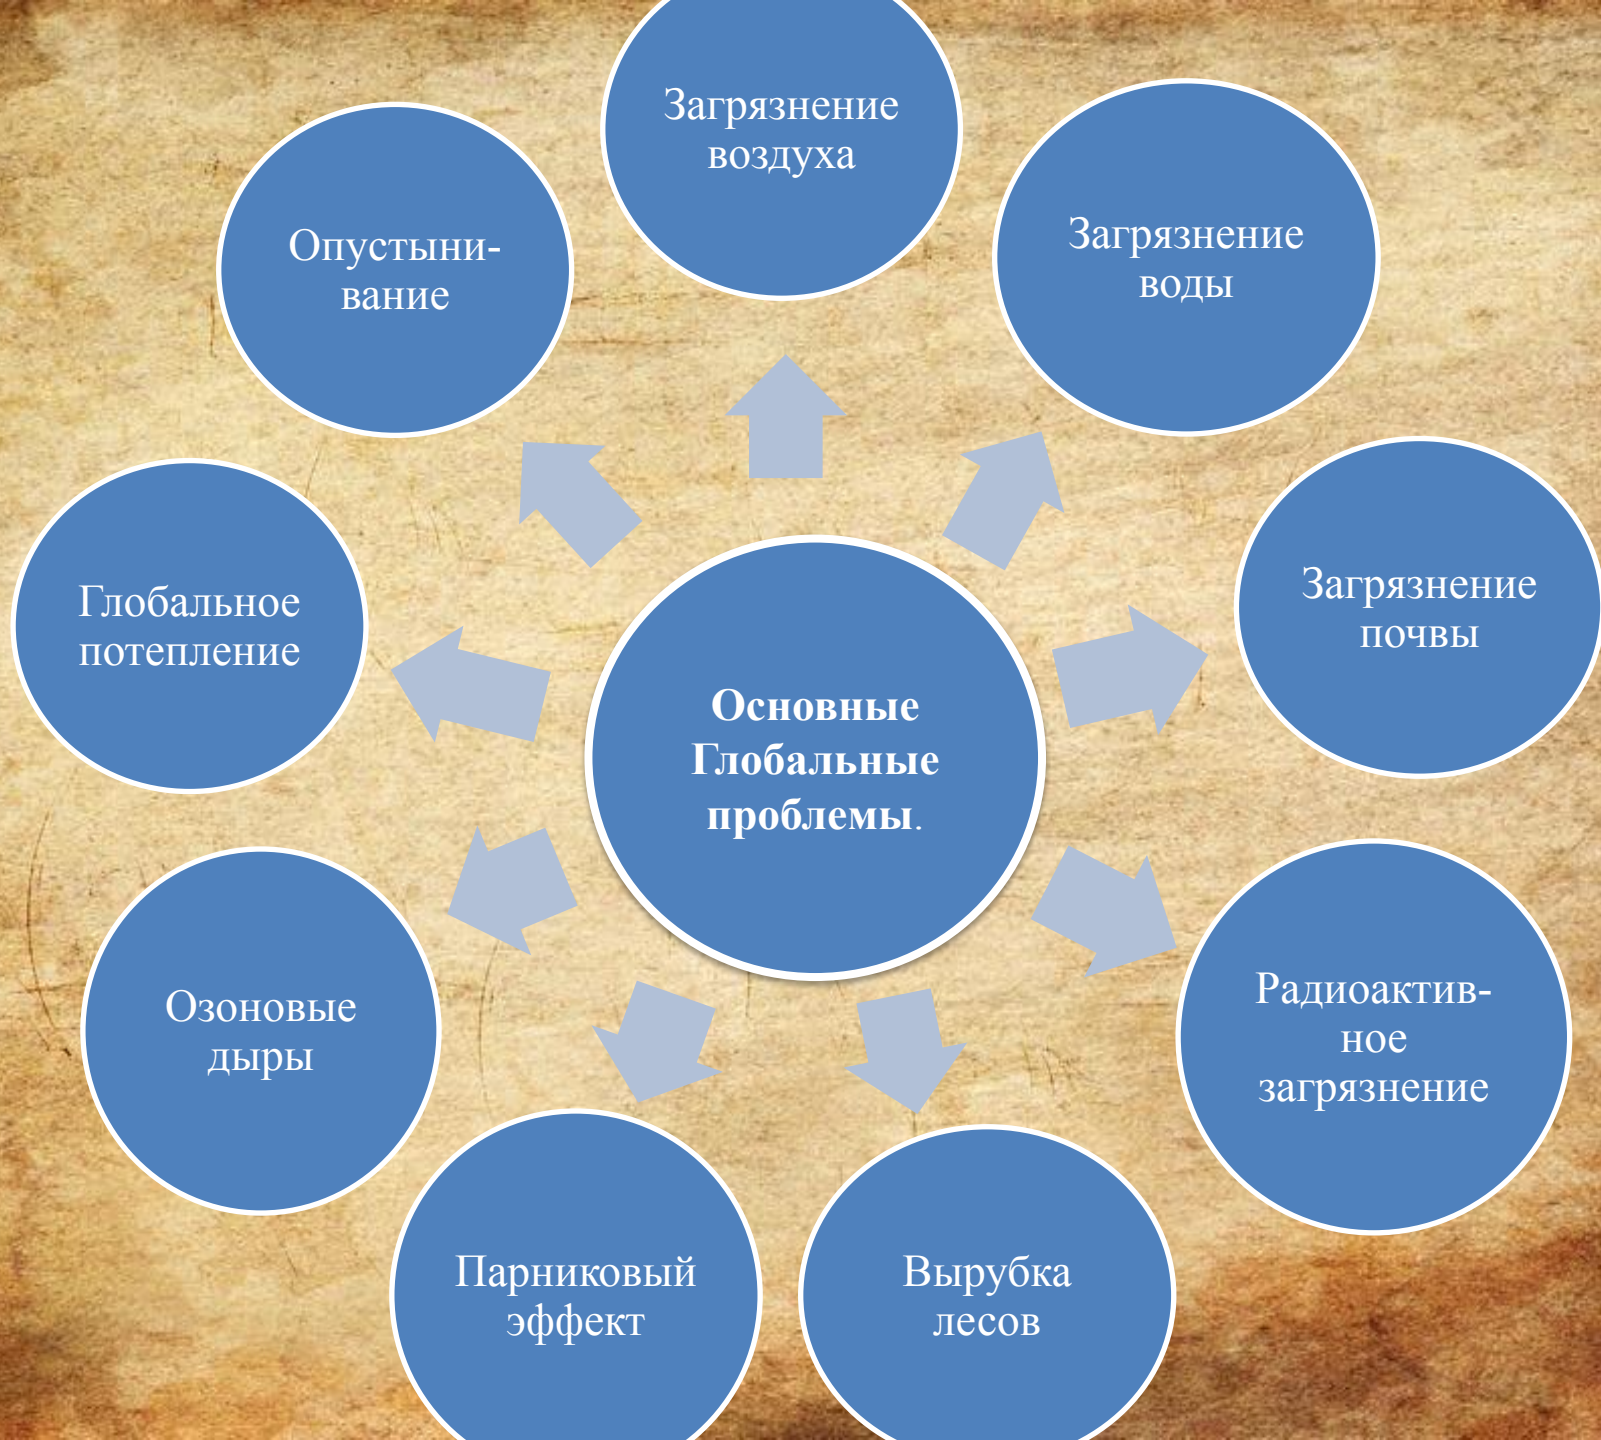 Загрязнение
воздуха
Загрязнение
воды
Загрязнение
почвы
Радиоактив-
ное
загрязнение
Вырубка
лесов
Парниковый
эффект
Озоновые
дыры
Глобальное
потепление
Опустыни-
вание
Основные
Глобальные
проблемы.